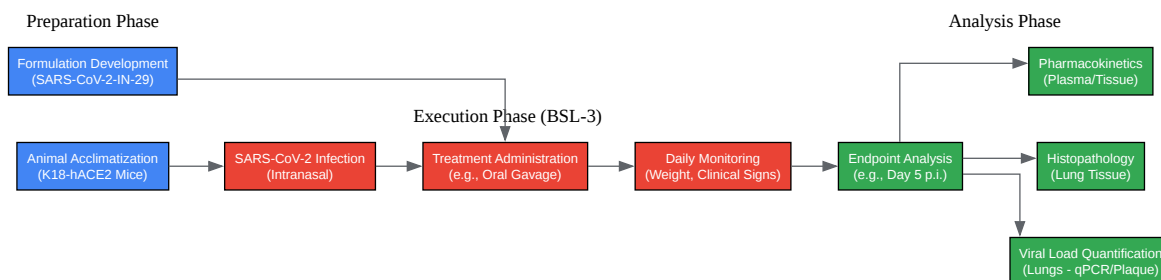 Preparation Phase
Analysis Phase
Formulation Development
(SARS-CoV-2-IN-29)
Pharmacokinetics
(Plasma/Tissue)
Execution Phase (BSL-3)
Animal Acclimatization
(K18-hACE2 Mice)
SARS-CoV-2 Infection
(Intranasal)
Treatment Administration
(e.g., Oral Gavage)
Daily Monitoring
(Weight, Clinical Signs)
Endpoint Analysis
(e.g., Day 5 p.i.)
Histopathology
(Lung Tissue)
Viral Load Quantification
(Lungs - qPCR/Plaque)